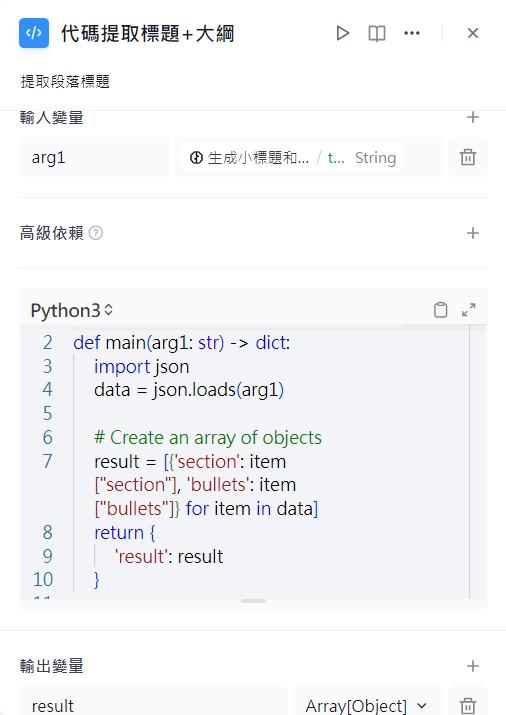 代碼提取標題+大綱
提取段落標題
輸入變量
arg1 生成小標題和... / t... String
高級依賴
Python3
2 def main(arg1: str) -> dict:
3 import json
4 data = json.loads(arg1)
5
6 # Create an array of objects
7 result = [{'section': item
["section"], 'bullets': item
["bullets"]} for item in data]
8 return {
9 'result': result
10 }
輸出變量
result Array[Object]